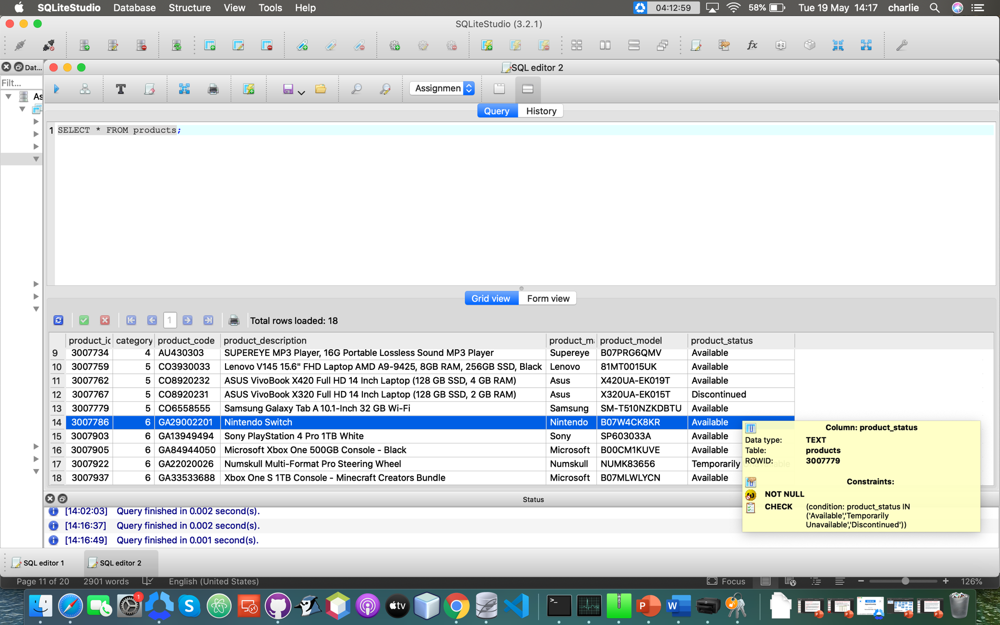 SQLiteStudio Database Structure View Tools Help 04:12:59 58% Tue 19 May 14:17 charlie
SQLiteStudio (3.2.1)
Dat...
SQL editor 2
Filt...
As
Assignmen
Query History
1 SELECT * FROM products;
Grid view Form view
1 Total rows loaded: 18
product_ic category product_code product_description product_ma product_model product_status
9 3007734 4 AU430303 SUPEREYE MP3 Player, 16G Portable Lossless Sound MP3 Player Supereye B07PRG6QMV Available
10 3007759 5 CO3930033 Lenovo V145 15.6" FHD Laptop AMD A9-9425, 8GB RAM, 256GB SSD, Black Lenovo 81MT0015UK Available
11 3007762 5 CO8920232 ASUS VivoBook X420 Full HD 14 Inch Laptop (128 GB SSD, 4 GB RAM) Asus X420UA-EK019T Available
12 3007767 5 CO8920231 ASUS VivoBook X320 Full HD 14 Inch Laptop (128 GB SSD, 2 GB RAM) Asus X320UA-EK015T Discontinued
13 3007779 5 CO6558555 Samsung Galaxy Tab A 10.1-Inch 32 GB Wi-Fi Samsung SM-T510NZKDBTU Available
14 3007786 6 GA29002201 Nintendo Switch Nintendo B07W4CK8KR Available
15 3007903 6 GA13949494 Sony PlayStation 4 Pro 1TB White Sony SP603033A Available
16 3007905 6 GA84944050 Microsoft Xbox One 500GB Console - Black Microsoft B00CM1KUVE Available
17 3007922 6 GA22020026 Numskull Multi-Format Pro Steering Wheel Numskull NUMK83656 Temporarily Unavailable
18 3007937 6 GA33533688 Xbox One S 1TB Console - Minecraft Creators Bundle Microsoft B07MLWLYCN Available
Column: product_status
Data type: TEXT
Table: products
ROWID: 3007779
Constraints:
NOT NULL
CHECK (condition: product_status IN
('Available','Temporarily
Unavailable','Discontinued'))
Status
[14:02:03] Query finished in 0.002 second(s).
[14:16:37] Query finished in 0.002 second(s).
[14:16:49] Query finished in 0.001 second(s).
SQL editor 1 SQL editor 2
Page 11 of 20 2901 words English (United States) Focus 126%
1 S tv >_ P W